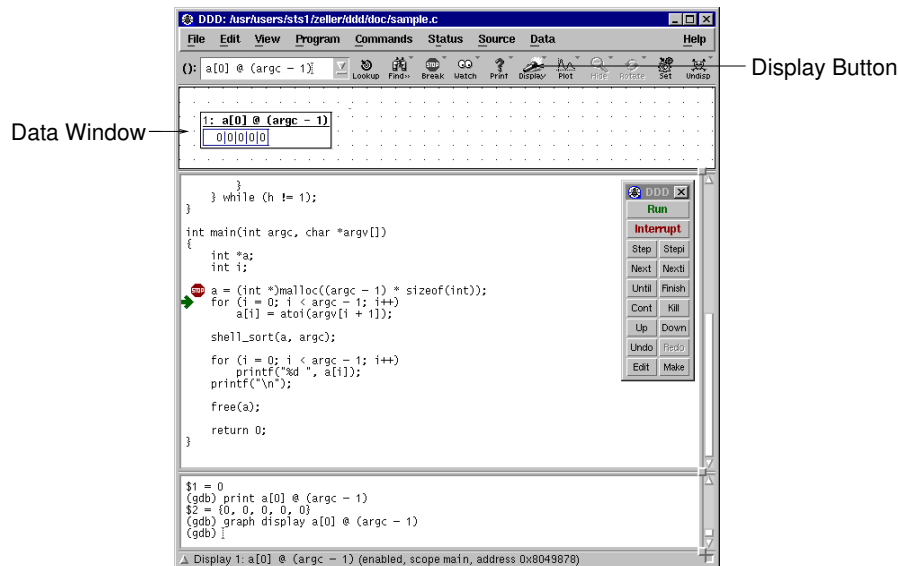 DDD: /usr/users/sts1/zeller/ddd/doc/sample.c
File Edit View Program Commands Status Source Data Help
(): a[0] @ (argc - 1)
Lookup Find>> Break Watch Print Display Plot Hide Rotate Set Undisp
Display Button
Data Window
1: a[0] @ (argc - 1)
0|0|0|0|0
}
} while (h != 1);
}
int main(int argc, char *argv[])
{
int *a;
int i;
STOP a = (int *)malloc((argc - 1) * sizeof(int));
for (i = 0; i < argc - 1; i++)
a[i] = atoi(argv[i + 1]);
shell_sort(a, argc);
for (i = 0; i < argc - 1; i++)
printf("%d ", a[i]);
printf("\n");
free(a);
return 0;
}
DDD
Run
Interrupt
Step Stepi
Next Nexti
Until Finish
Cont Kill
Up Down
Undo Redo
Edit Make
$1 = 0
(gdb) print a[0] @ (argc - 1)
$2 = {0, 0, 0, 0, 0}
(gdb) graph display a[0] @ (argc - 1)
(gdb)
Display 1: a[0] @ (argc - 1) (enabled, scope main, address 0x8049878)